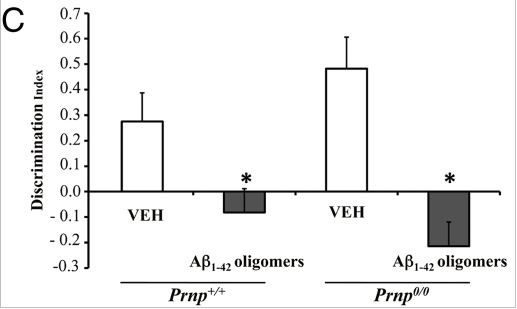 C
Discrimination Index
0.7
0.6
0.5
0.4
0.3
0.2
0.1
0.0
- 0.1
- 0.2
-0.3
VEH
*
Aβ1-42 oligomers
VEH
*
Aβ1-42 oligomers
Prnp+/+
Prnp0/0